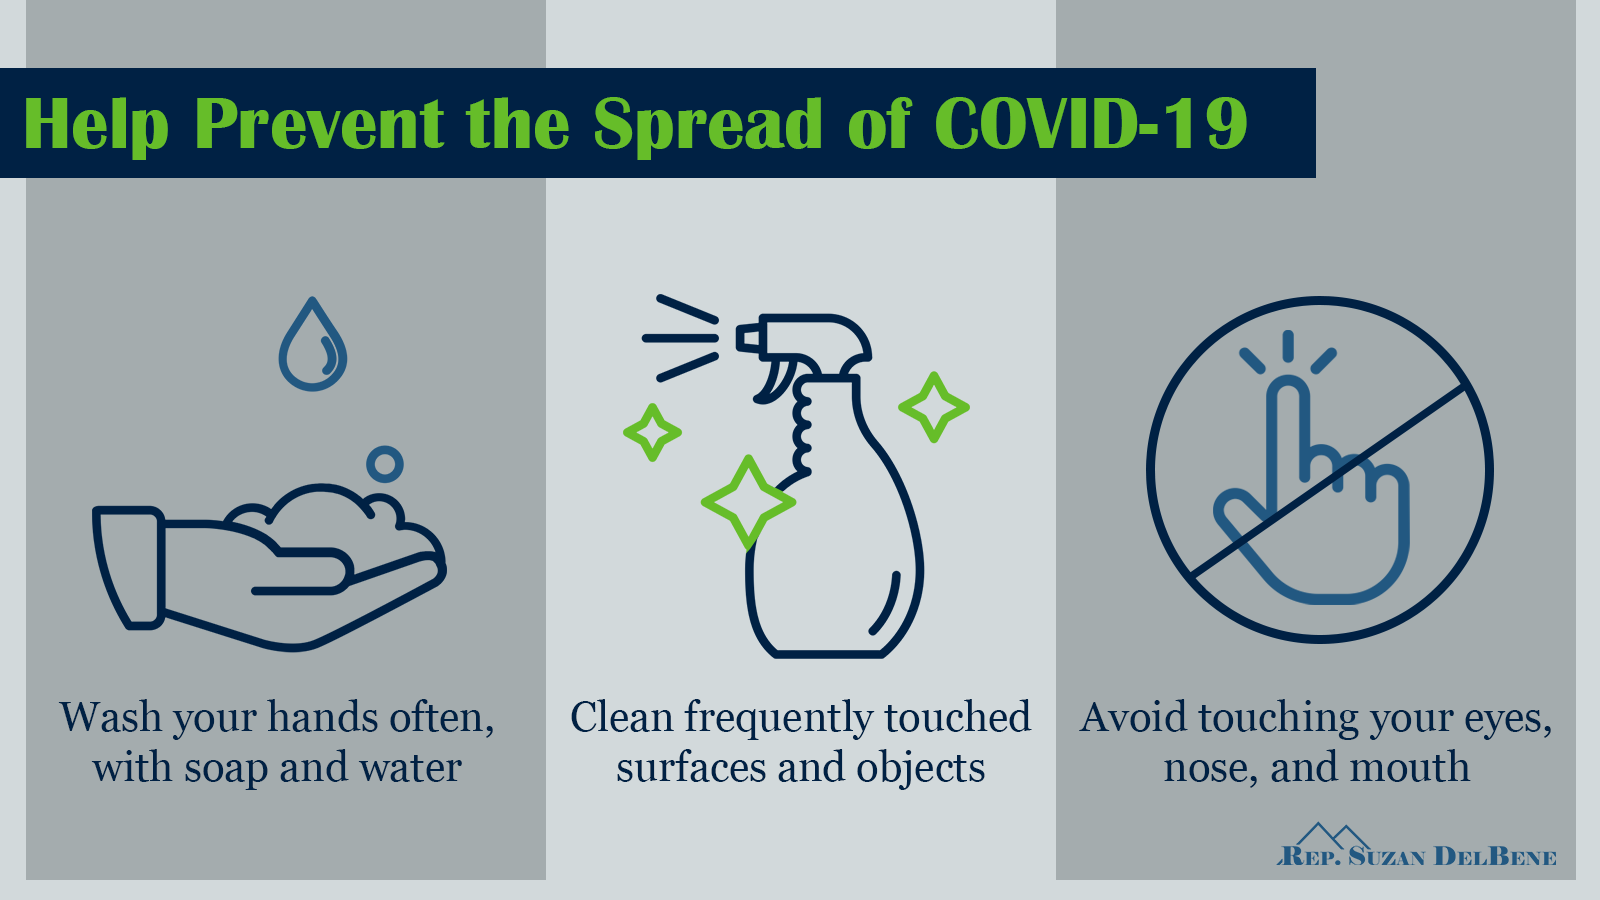 Help Prevent the Spread of COVID-19
Wash your hands often,
with soap and water
Clean frequently touched
surfaces and objects
Avoid touching your eyes,
nose, and mouth
REP. SUZAN DELBENE